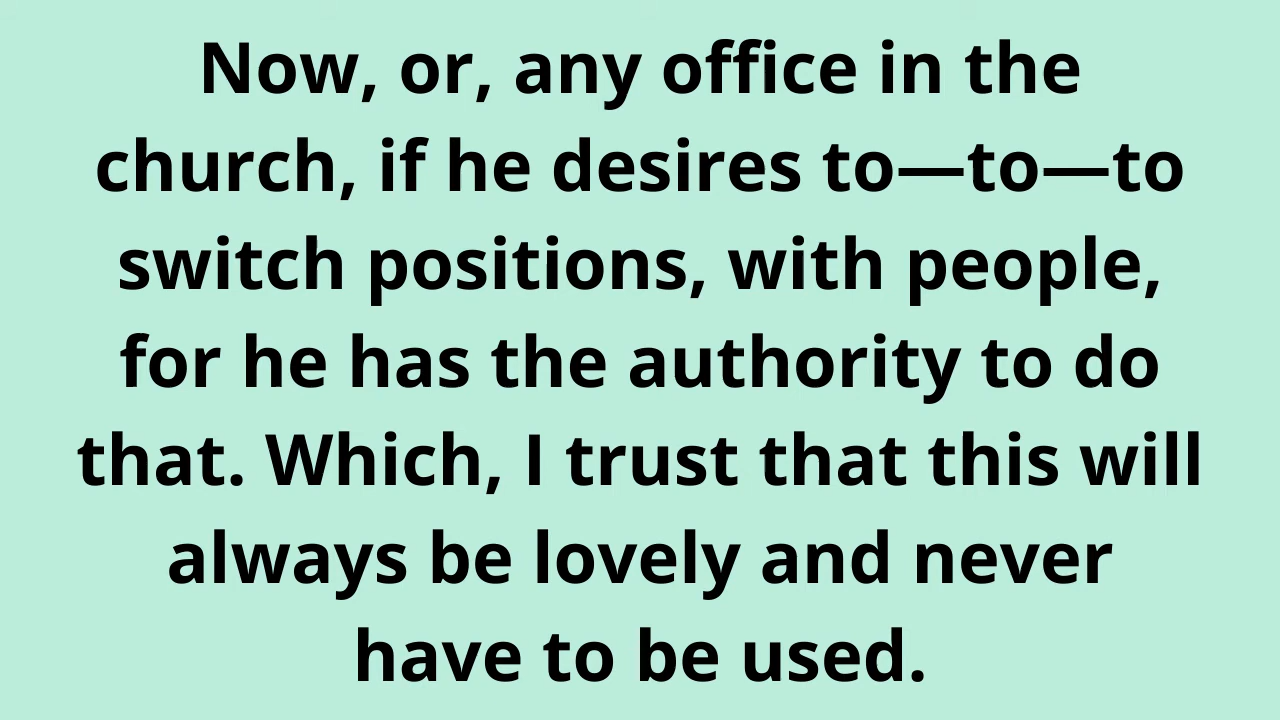 Now, or, any office in the
church, if he desires to—to—to
switch positions, with people,
for he has the authority to do
that. Which, I trust that this will
always be lovely and never
have to be used.